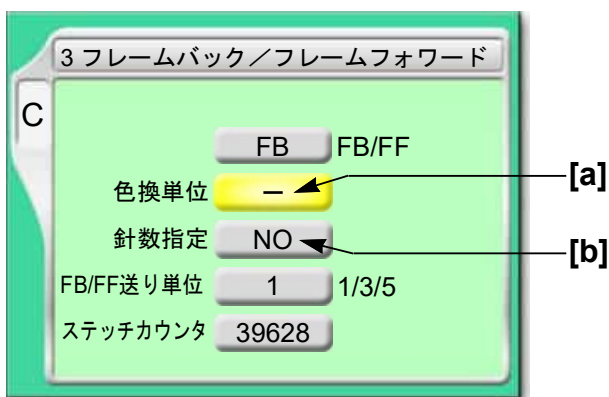 3 フレームバック／フレームフォワード
C
FB FB/FF
色換単位 － [a]
針数指定 NO [b]
FB/FF送り単位 1 1/3/5
ステッチカウンタ 39628